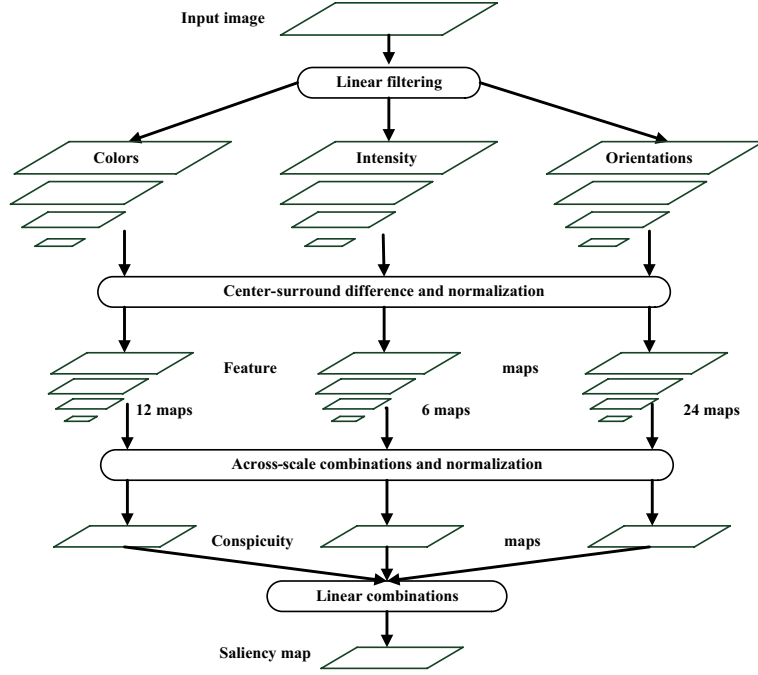 Input image
Linear filtering
Colors
Intensity
Orientations
Center-surround difference and normalization
Feature maps
12 maps
6 maps
24 maps
Across-scale combinations and normalization
Conspicuity maps
Linear combinations
Saliency map